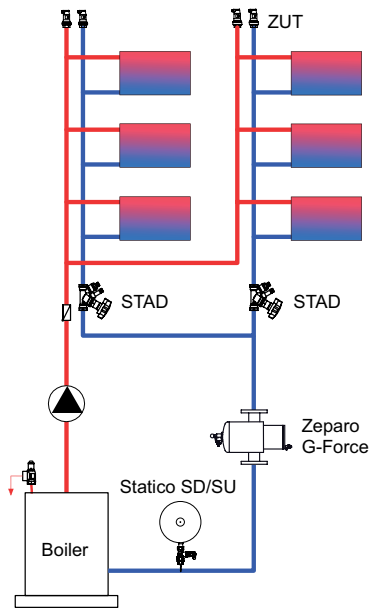 ZUT
STAD
STAD
Zeparo
G-Force
Statico SD/SU
Boiler